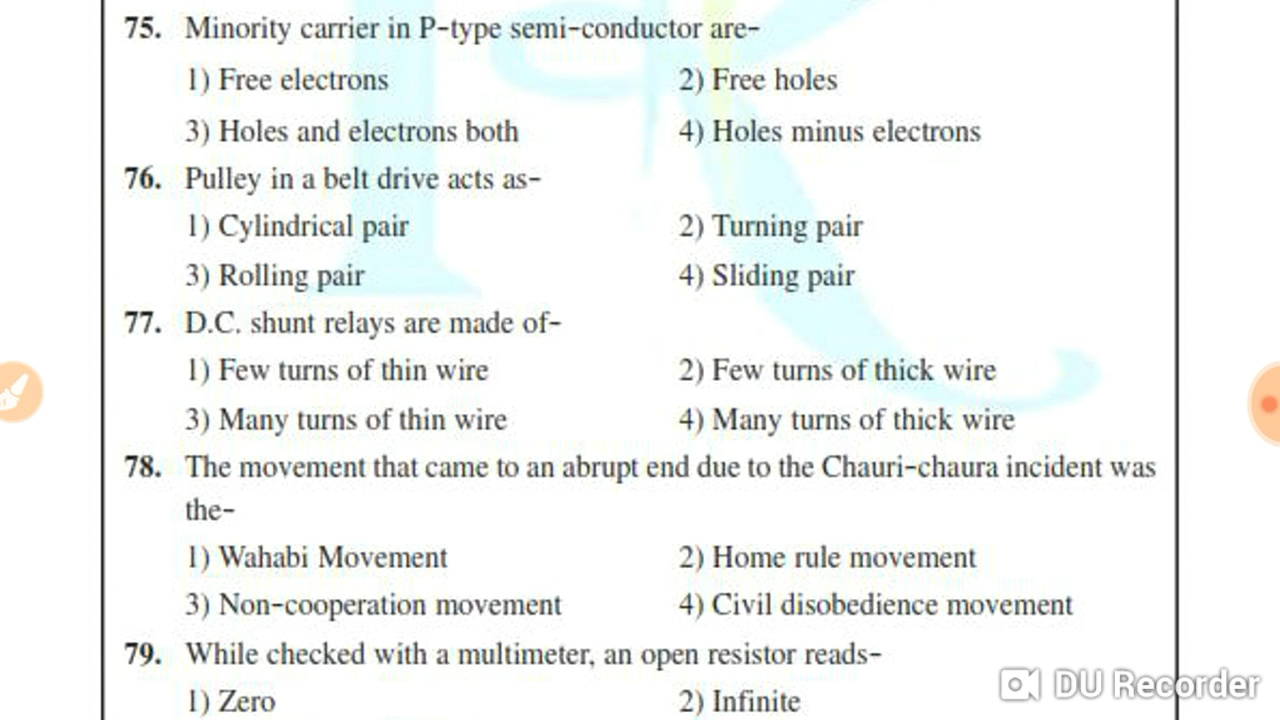 75. Minority carrier in P-type semi-conductor are-
1) Free electrons 2) Free holes
3) Holes and electrons both 4) Holes minus electrons
76. Pulley in a belt drive acts as-
1) Cylindrical pair 2) Turning pair
3) Rolling pair 4) Sliding pair
77. D.C. shunt relays are made of-
1) Few turns of thin wire 2) Few turns of thick wire
3) Many turns of thin wire 4) Many turns of thick wire
78. The movement that came to an abrupt end due to the Chauri-chaura incident was
the-
1) Wahabi Movement 2) Home rule movement
3) Non-cooperation movement 4) Civil disobedience movement
79. While checked with a multimeter, an open resistor reads-
1) Zero 2) Infinite
DU Recorder